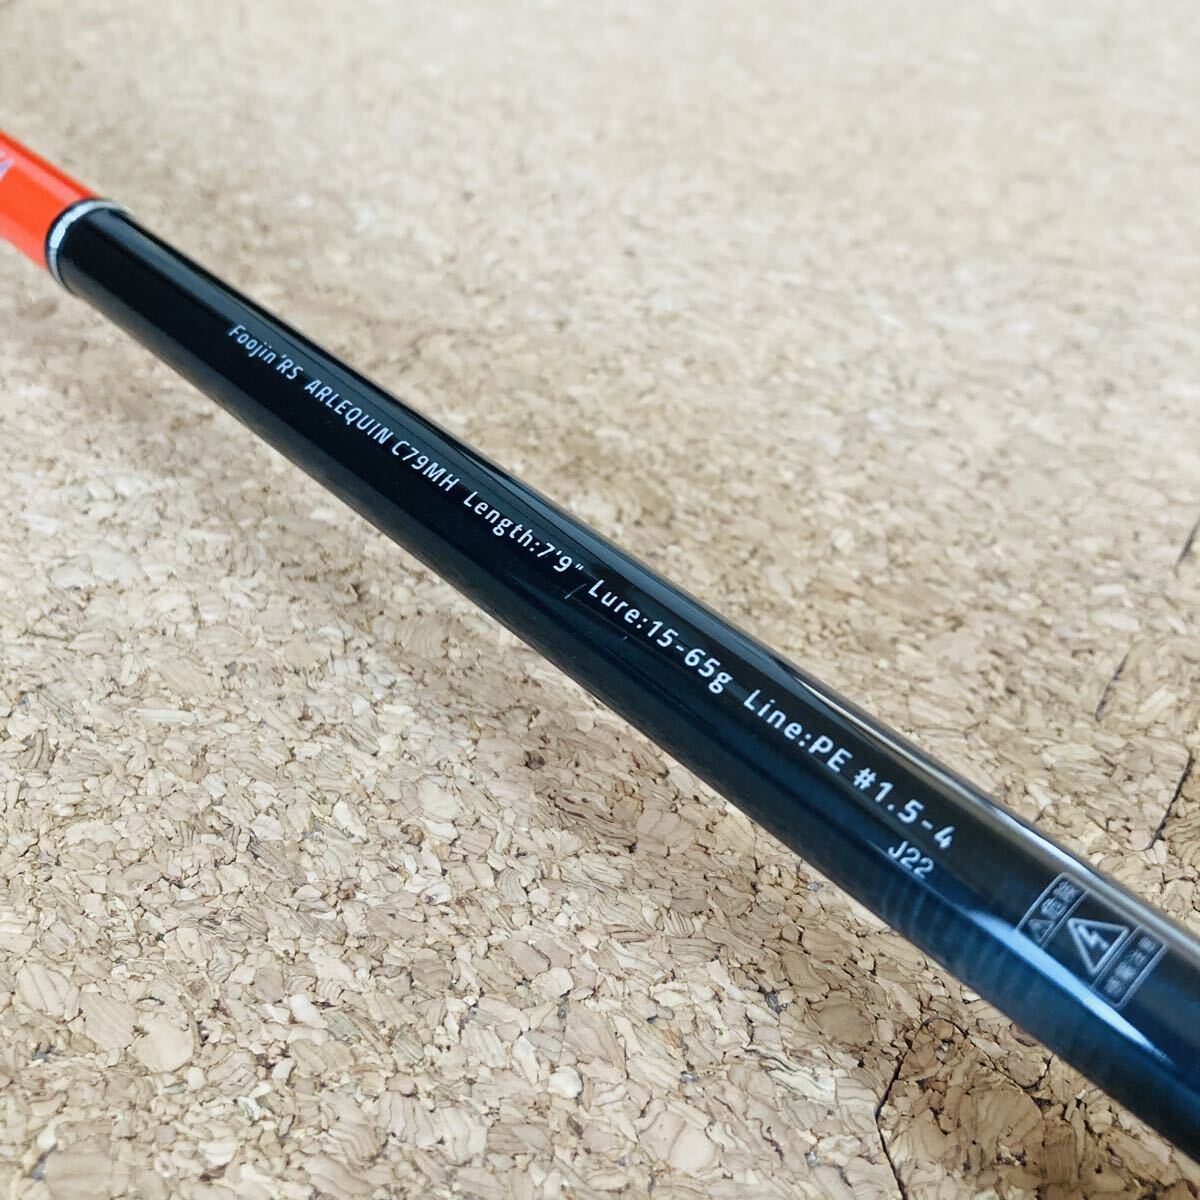 Foojin'RS ARLEQUIN C79MH Length:7'9" Lure:15-65g Line:PE #1.5-4
J22